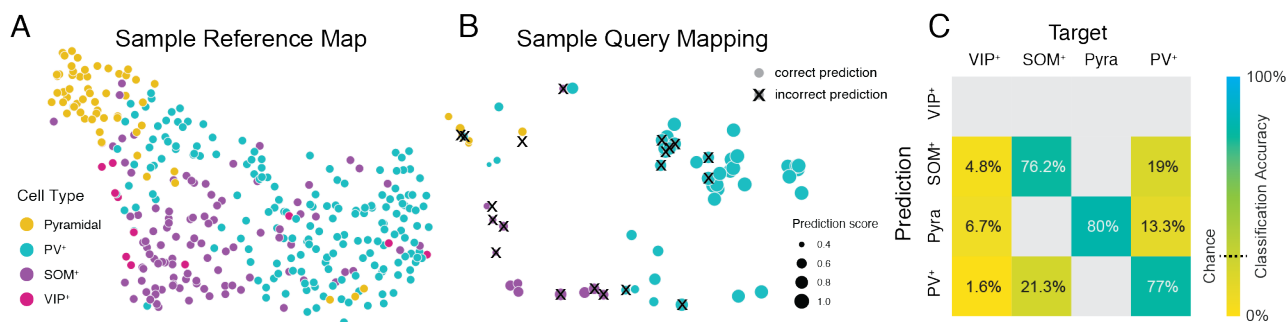 A
Sample Reference Map
Cell Type
Pyramidal
PV⁺
SOM⁺
VIP⁺
B
Sample Query Mapping
correct prediction
X incorrect prediction
X
Prediction score
0.4
0.6
0.8
1.0
C
Target
VIP⁺ SOM⁺ Pyra PV⁺
Prediction
VIP⁺
SOM⁺ 4.8% 76.2% 19%
Pyra 6.7% 80% 13.3%
PV⁺ 1.6% 21.3% 77%
100%
Classification Accuracy
Chance
0%